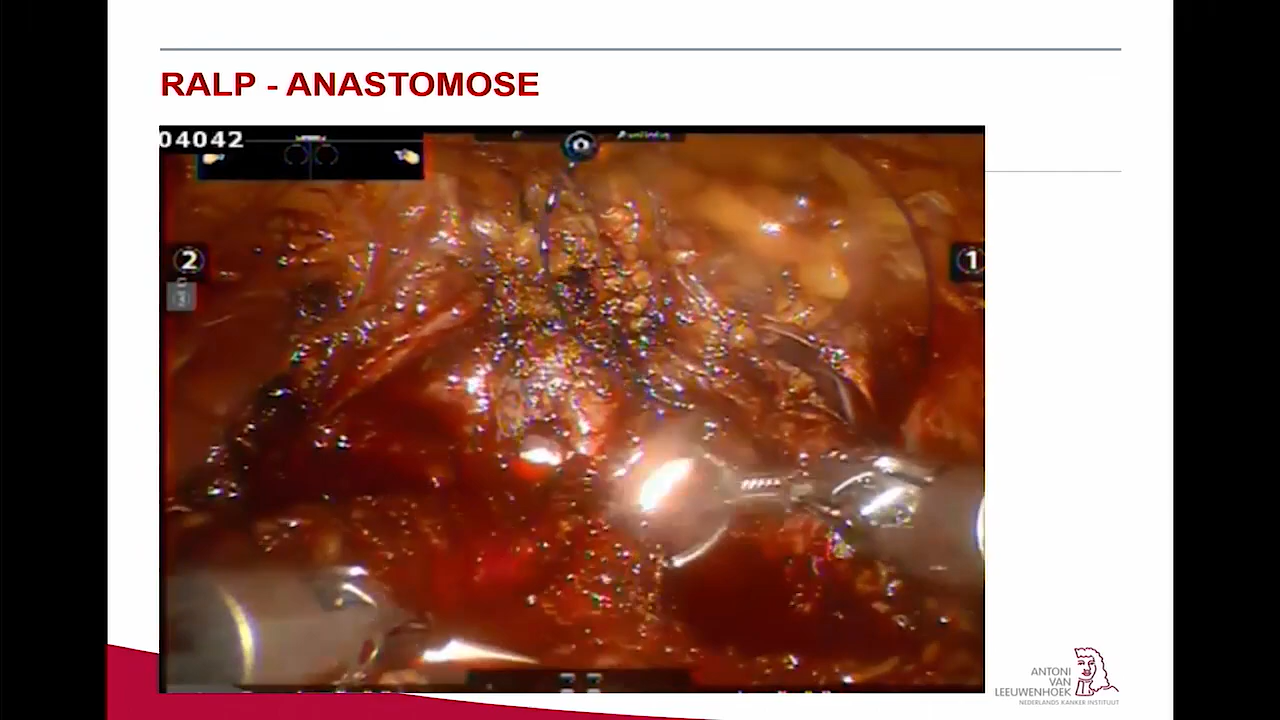 RALP - ANASTOMOSE
04042
2
1
ANTONI
VAN
LEEUWENHOEK
NEDERLANDS KANKER INSTITUUT